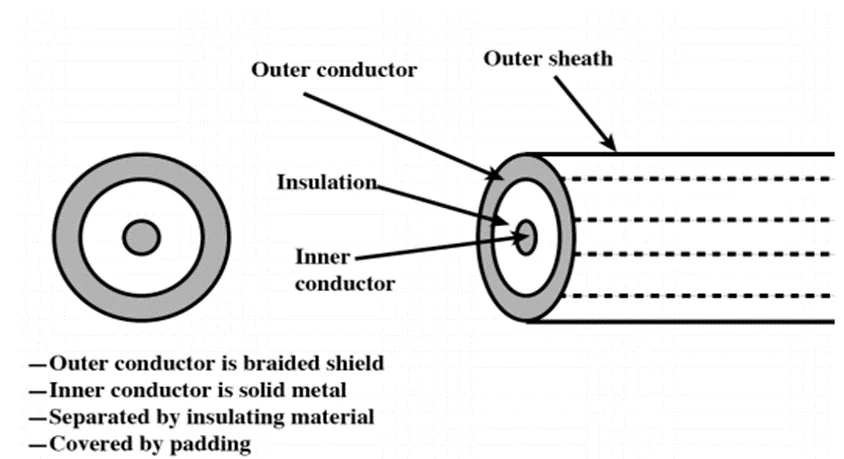 Outer conductor
Outer sheath
Insulation
Inner
conductor
—Outer conductor is braided shield
—Inner conductor is solid metal
—Separated by insulating material
—Covered by padding